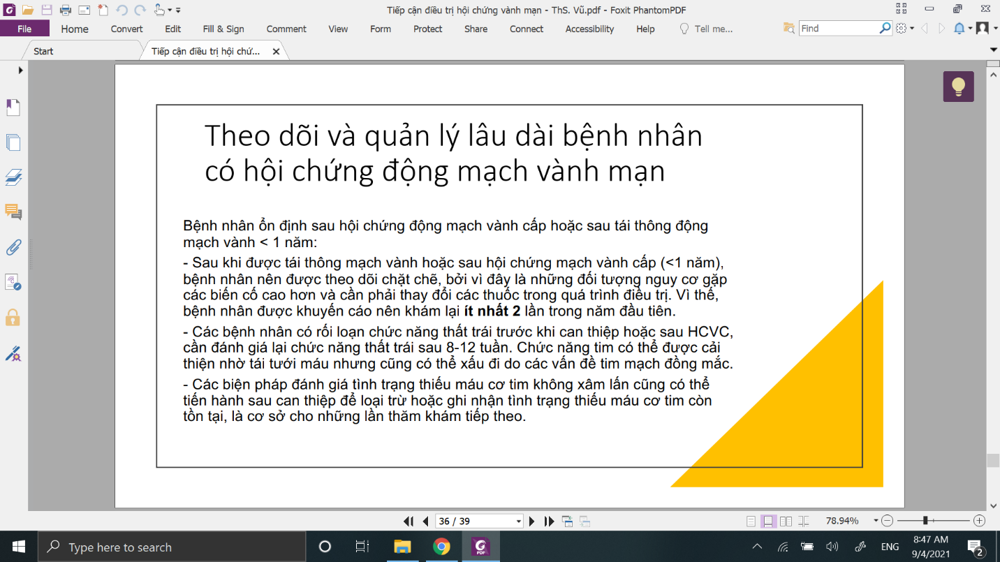 Tiếp cận điều trị hội chứng vành mạn - ThS. Vũ.pdf - Foxit PhantomPDF
File Home Convert Edit Fill & Sign Comment View Form Protect Share Connect Accessibility Help Tell me... Find
Start Tiếp cận điều trị hội chứ...
Theo dõi và quản lý lâu dài bệnh nhân
có hội chứng động mạch vành mạn
Bệnh nhân ổn định sau hội chứng động mạch vành cấp hoặc sau tái thông động
mạch vành < 1 năm:
- Sau khi được tái thông mạch vành hoặc sau hội chứng mạch vành cấp (<1 năm),
bệnh nhân nên được theo dõi chặt chẽ, bởi vì đây là những đối tượng nguy cơ gặp
các biến cố cao hơn và cần phải thay đổi các thuốc trong quá trình điều trị. Vì thế,
bệnh nhân được khuyến cáo nên khám lại ít nhất 2 lần trong năm đầu tiên.
- Các bệnh nhân có rối loạn chức năng thất trái trước khi can thiệp hoặc sau HCVC,
cần đánh giá lại chức năng thất trái sau 8-12 tuần. Chức năng tim có thể được cải
thiện nhờ tái tưới máu nhưng cũng có thể xấu đi do các vấn đề tim mạch đồng mắc.
- Các biện pháp đánh giá tình trạng thiếu máu cơ tim không xâm lấn cũng có thể
tiến hành sau can thiệp để loại trừ hoặc ghi nhận tình trạng thiếu máu cơ tim còn
tồn tại, là cơ sở cho những lần thăm khám tiếp theo.
36 / 39 78.94%
Type here to search PDF ENG 8:47 AM
9/4/2021 2